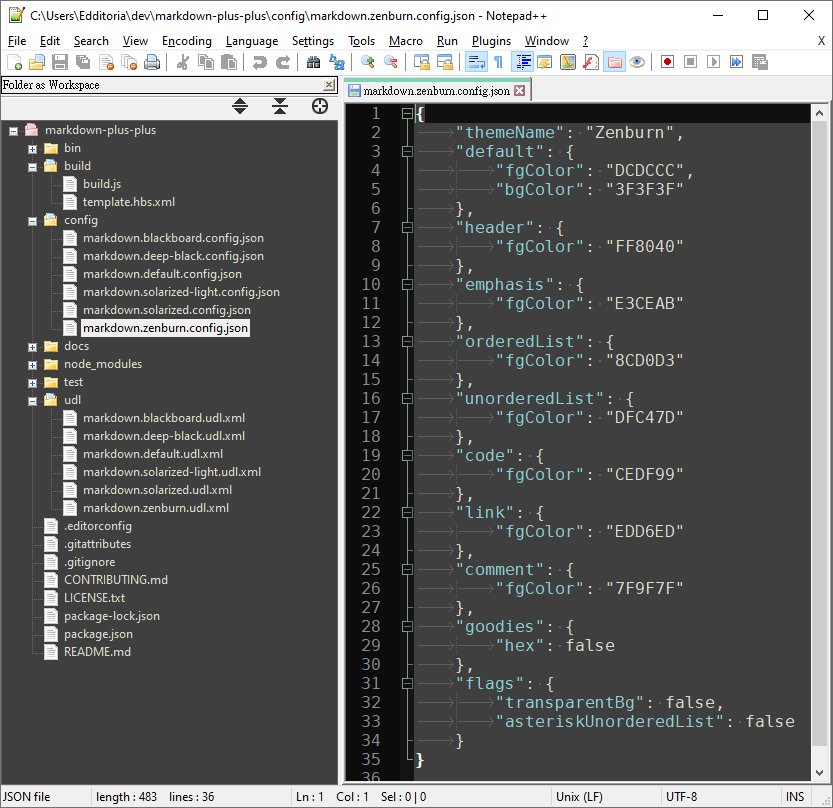 C:\Users\Edditoria\dev\markdown-plus-plus\config\markdown.zenburn.config.json - Notepad++
File Edit Search View Encoding Language Settings Tools Macro Run Plugins Window ? X
Folder as Workspace
markdown-plus-plus
bin
build
build.js
template.hbs.xml
config
markdown.blackboard.config.json
markdown.deep-black.config.json
markdown.default.config.json
markdown.solarized-light.config.json
markdown.solarized.config.json
markdown.zenburn.config.json
docs
node_modules
test
udl
markdown.blackboard.udl.xml
markdown.deep-black.udl.xml
markdown.default.udl.xml
markdown.solarized-light.udl.xml
markdown.solarized.udl.xml
markdown.zenburn.udl.xml
.editorconfig
.gitattributes
.gitignore
CONTRIBUTING.md
LICENSE.txt
package-lock.json
package.json
README.md
markdown.zenburn.config.json
1 {
2 "themeName": "Zenburn",
3 "default": {
4 "fgColor": "DCDCCC",
5 "bgColor": "3F3F3F"
6 },
7 "header": {
8 "fgColor": "FF8040"
9 },
10 "emphasis": {
11 "fgColor": "E3CEAB"
12 },
13 "orderedList": {
14 "fgColor": "8CD0D3"
15 },
16 "unorderedList": {
17 "fgColor": "DFC47D"
18 },
19 "code": {
20 "fgColor": "CEDF99"
21 },
22 "link": {
23 "fgColor": "EDD6ED"
24 },
25 "comment": {
26 "fgColor": "7F9F7F"
27 },
28 "goodies": {
29 "hex": false
30 },
31 "flags": {
32 "transparentBg": false,
33 "asteriskUnorderedList": false
34 }
35 }
36
JSON file length : 483 lines : 36 Ln : 1 Col : 1 Sel : 0 | 0 Unix (LF) UTF-8 INS